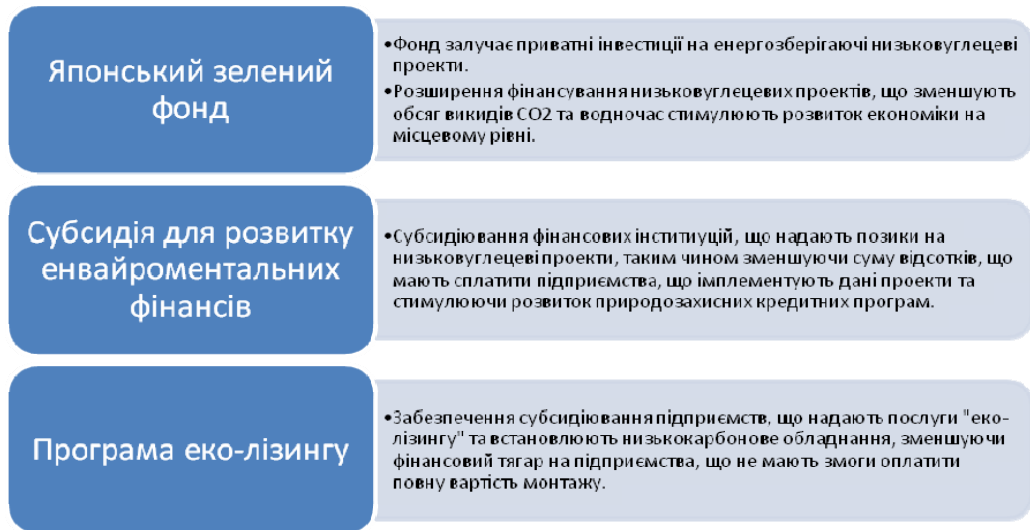 Японський зелений
фонд
•Фонд залучає приватні інвестиції на енергозберігаючі низьковуглецеві
проекти.
•Розширення фінансування низьковуглецевих проектів, що зменшують
обсяг викидів CO2 та водночас стимулюють розвиток економіки на
місцевому рівні.
Субсидія для розвитку
енвайроментальних
фінансів
•Субсидіювання фінансових інститиуцій, що надають позики на
низьковуглецеві проекти, таким чином зменшуючи суму відсотків, що
мають сплатити підприємства, що імплементують дані проекти та
стимулюючи розвиток природозахисних кредитних програм.
Програма еко-лізингу
•Забезпечення субсидіювання підприємств, що надають послуги "еко-
лізингу" та встановлюють низькокарбонове обладнання, зменшуючи
фінансовий тягар на підприємства, що не мають змоги оплатити
повну вартість монтажу.